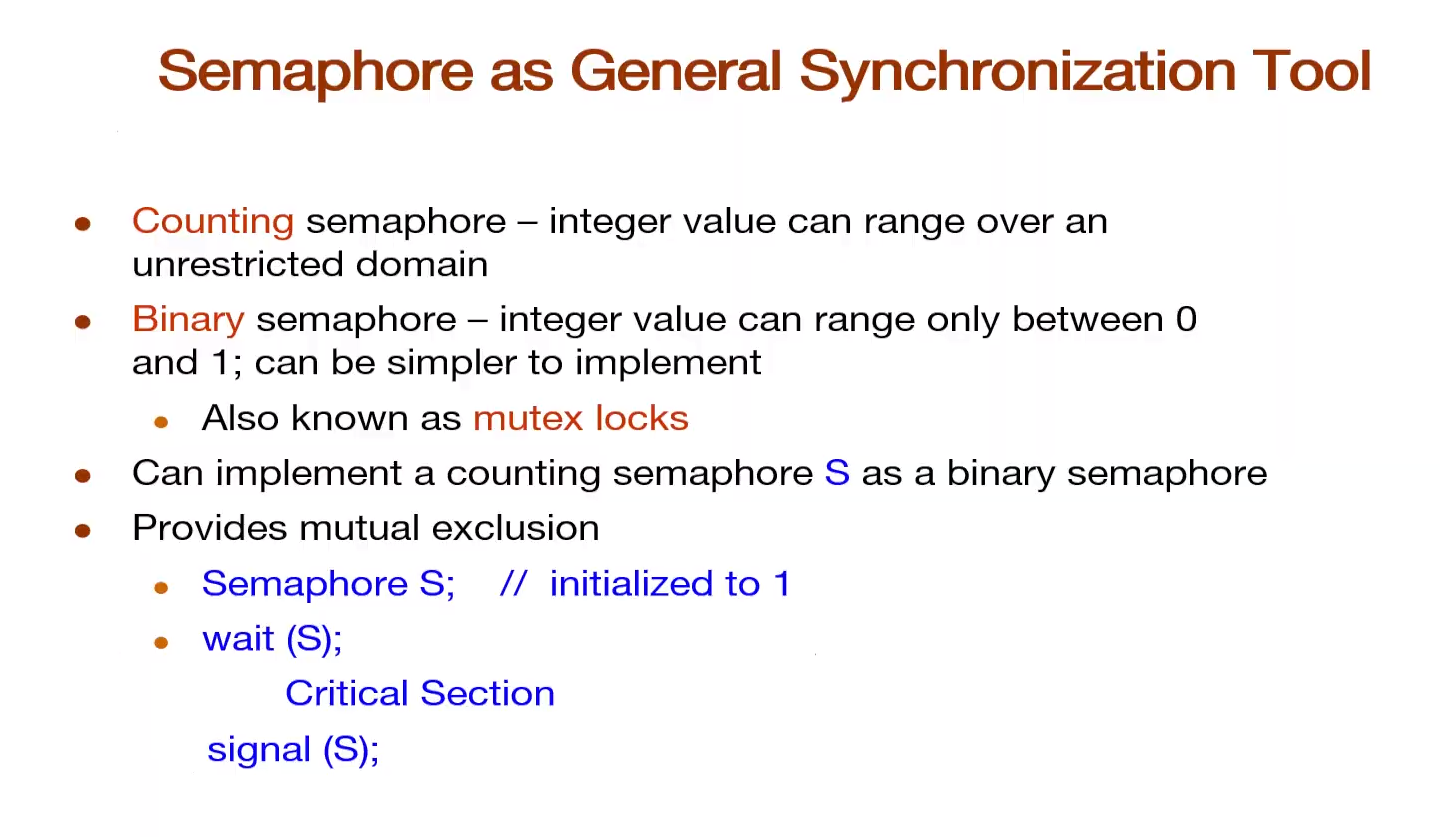 Semaphore as General Synchronization Tool
• Counting semaphore – integer value can range over an
unrestricted domain
• Binary semaphore – integer value can range only between 0
and 1; can be simpler to implement
• Also known as mutex locks
• Can implement a counting semaphore S as a binary semaphore
• Provides mutual exclusion
• Semaphore S; // initialized to 1
• wait (S);
Critical Section
signal (S);